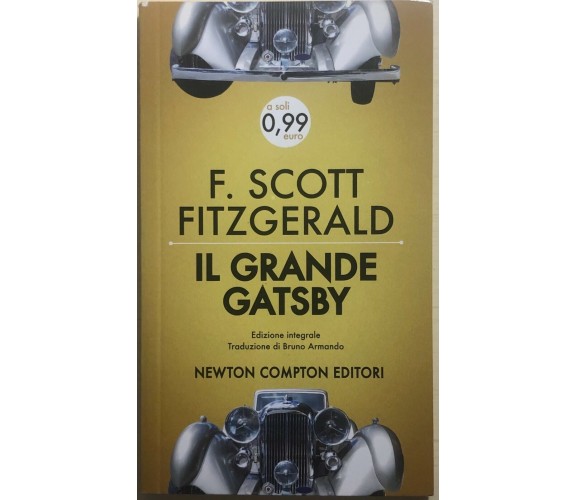 a soli
0,99
euro
F. SCOTT
FITZGERALD
IL GRANDE
GATSBY
Edizione integrale
Traduzione di Bruno Armando
NEWTON COMPTON EDITORI